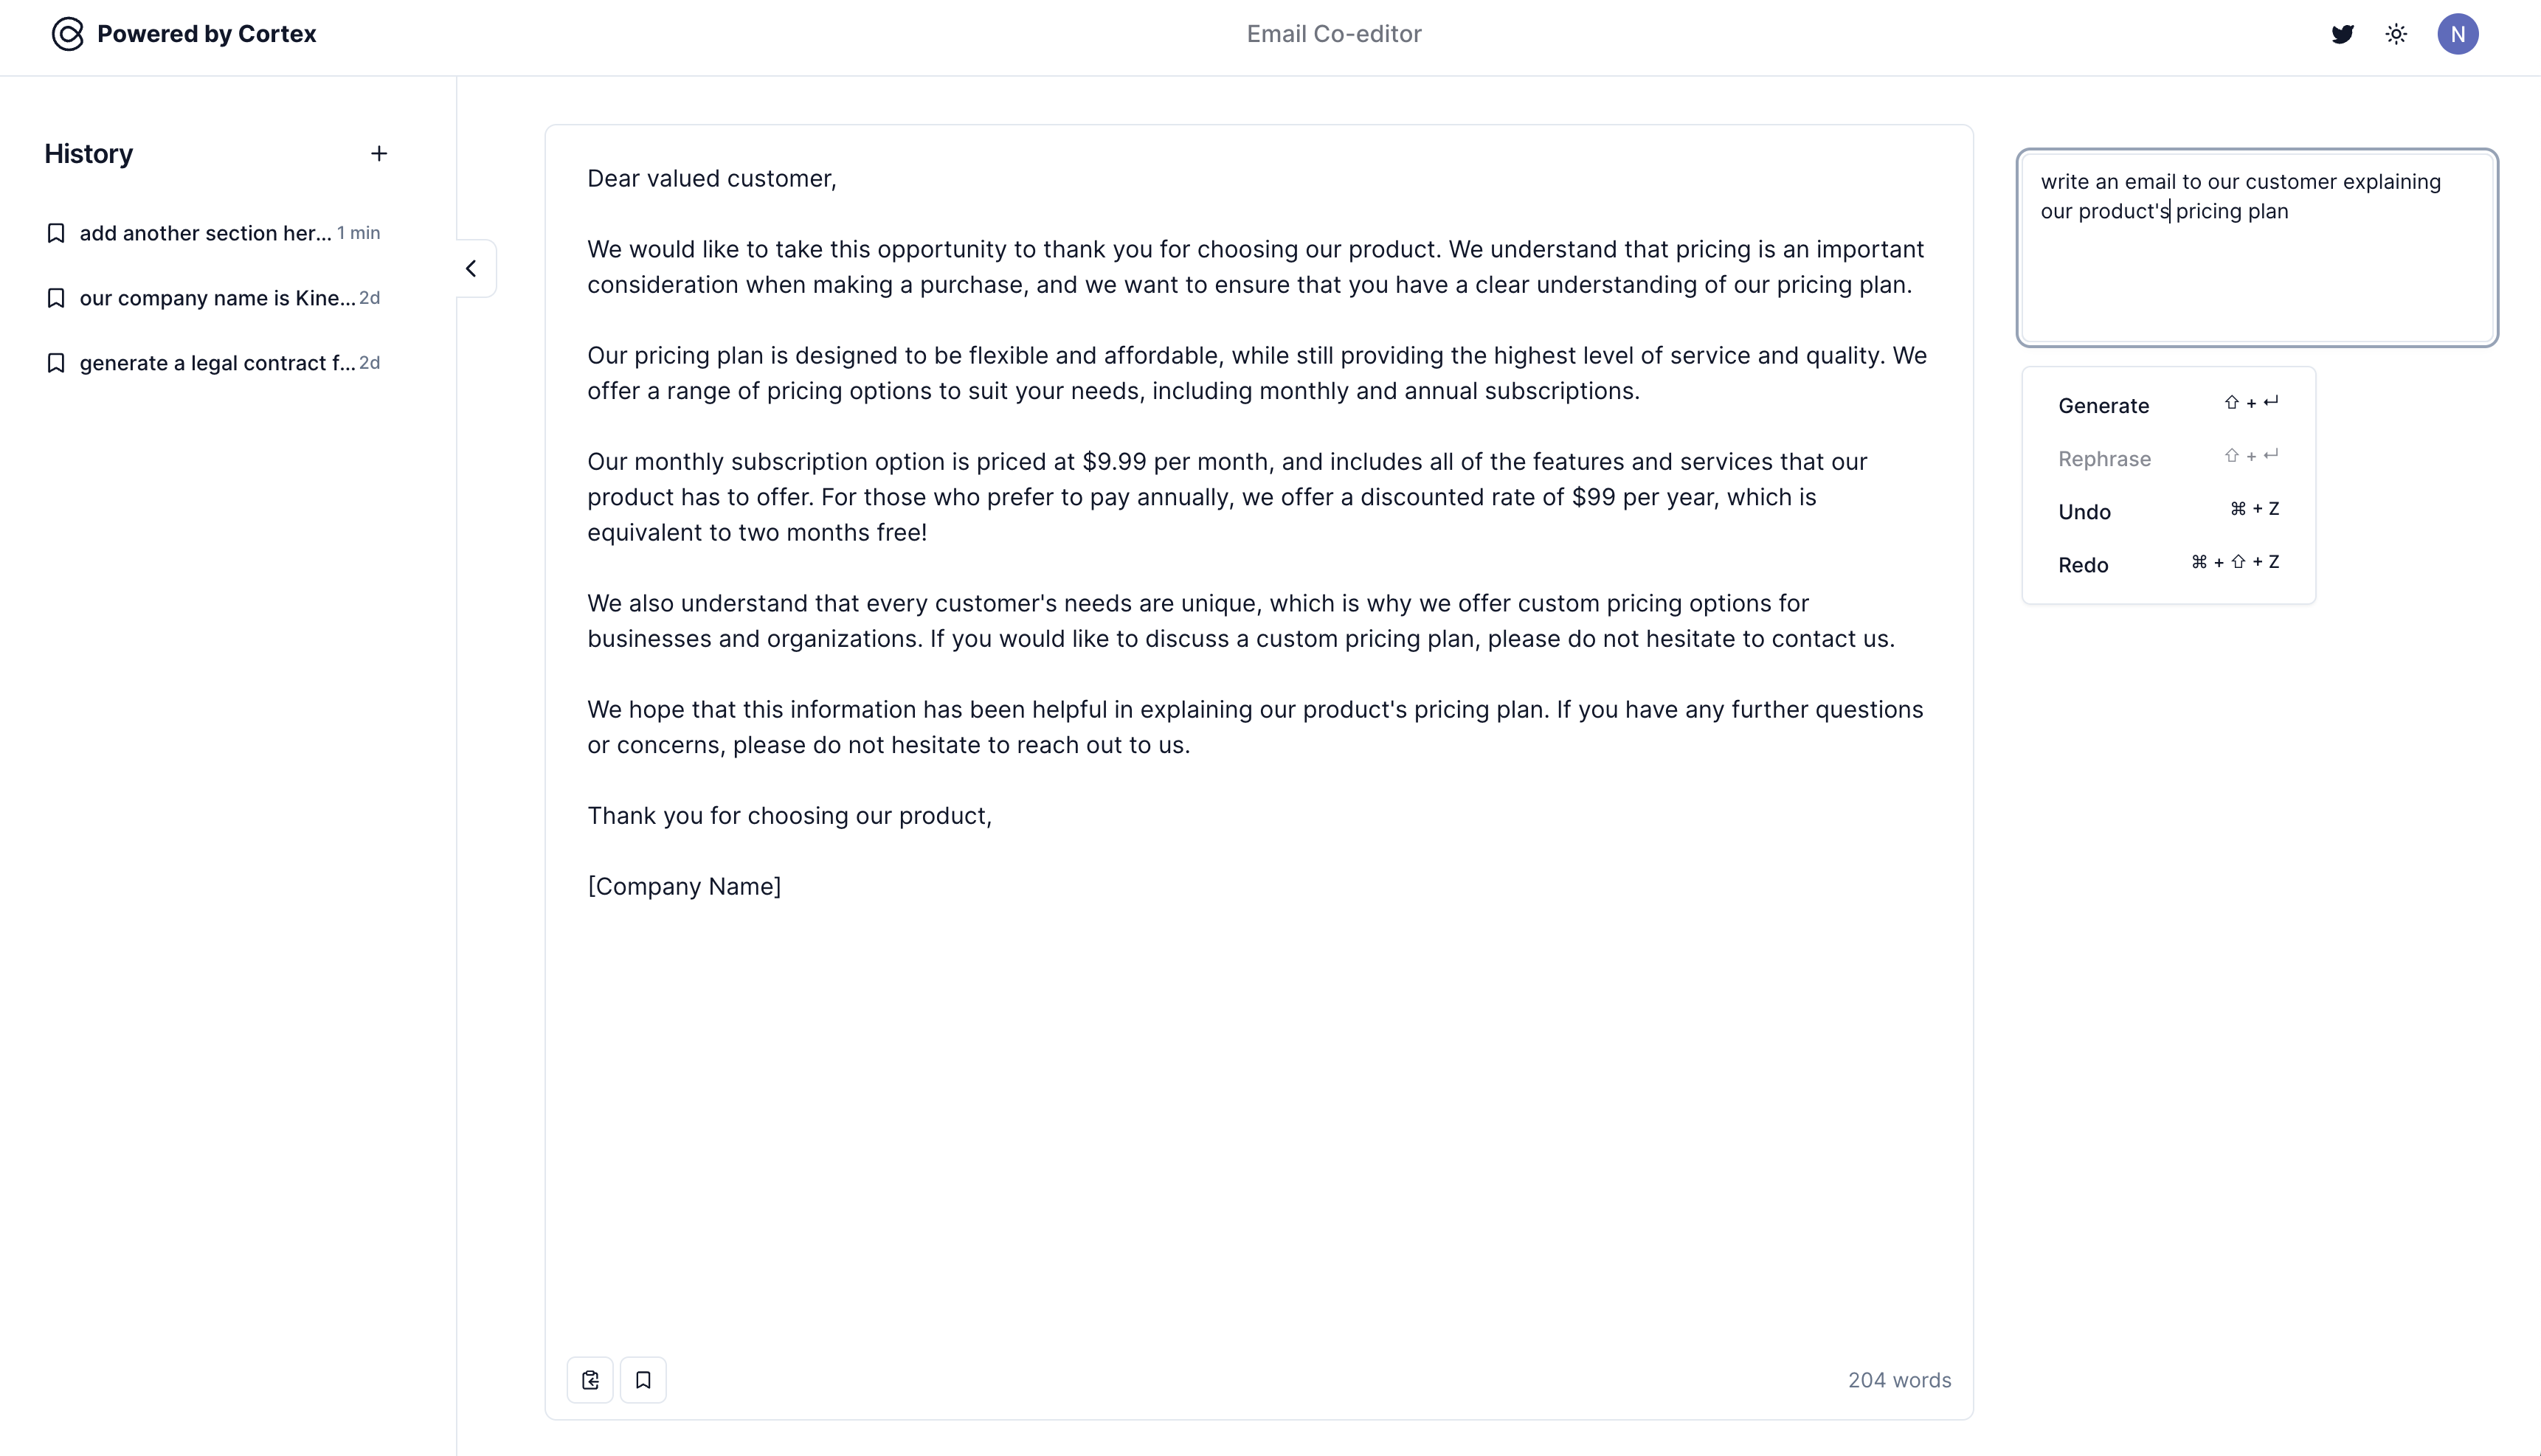 Powered by Cortex
Email Co-editor
N
History
+
add another section her... 1 min
our company name is Kine... 2d
generate a legal contract f... 2d
Dear valued customer,
We would like to take this opportunity to thank you for choosing our product. We understand that pricing is an important
consideration when making a purchase, and we want to ensure that you have a clear understanding of our pricing plan.
Our pricing plan is designed to be flexible and affordable, while still providing the highest level of service and quality. We
offer a range of pricing options to suit your needs, including monthly and annual subscriptions.
Our monthly subscription option is priced at $9.99 per month, and includes all of the features and services that our
product has to offer. For those who prefer to pay annually, we offer a discounted rate of $99 per year, which is
equivalent to two months free!
We also understand that every customer's needs are unique, which is why we offer custom pricing options for
businesses and organizations. If you would like to discuss a custom pricing plan, please do not hesitate to contact us.
We hope that this information has been helpful in explaining our product's pricing plan. If you have any further questions
or concerns, please do not hesitate to reach out to us.
Thank you for choosing our product,
[Company Name]
204 words
write an email to our customer explaining
our product's pricing plan
Generate ⇧ + ↵
Rephrase ⇧ + ↵
Undo ⌘ + Z
Redo ⌘ + ⇧ + Z